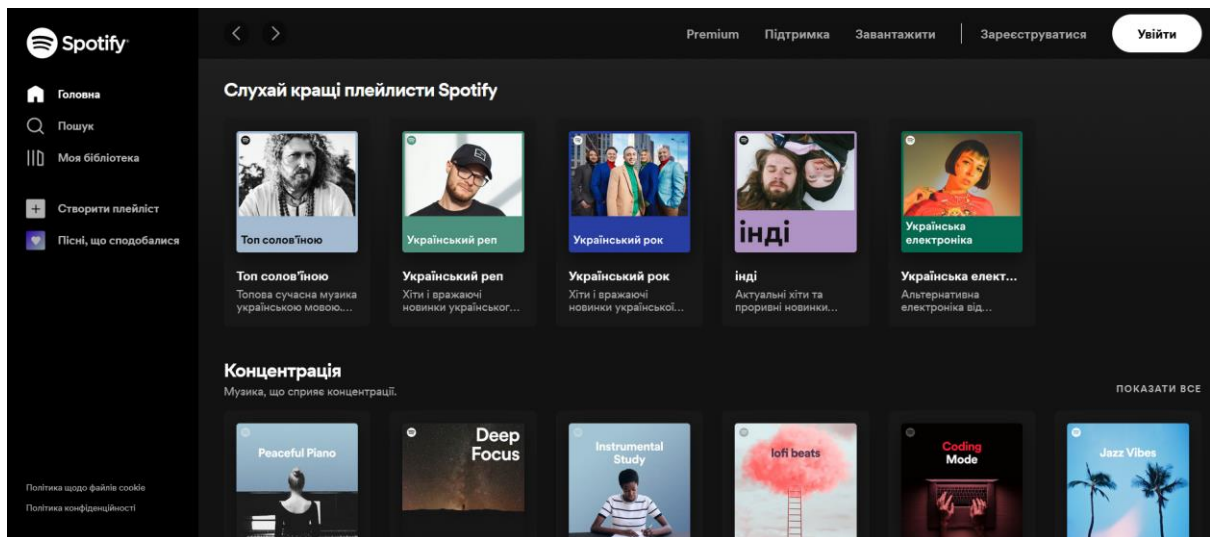 Spotify
Premium
Підтримка
Завантажити
Зареєструватися
Увійти
Головна
Пошук
Моя бібліотека
Створити плейліст
Пісні, що сподобалися
Політика щодо файлів cookie
Політика конфіденційності
Слухай кращі плейлисти Spotify
Топ солов'їною
Український реп
Український рок
інді
Українська
електроніка
Топ солов'їною
Топова сучасна музика
українською мовою....
Український реп
Хіти і вражаючі
новинки українськог...
Український рок
Хіти і вражаючі
новинки української...
інді
Актуальні хіти та
проривні новинки...
Українська елект...
Альтернативна
електроніка від...
Концентрація
Музика, що сприяє концентрації.
ПОКАЗАТИ ВСЕ
Peaceful Piano
Deep
Focus
Instrumental
Study
lofi beats
Coding
Mode
Jazz Vibes